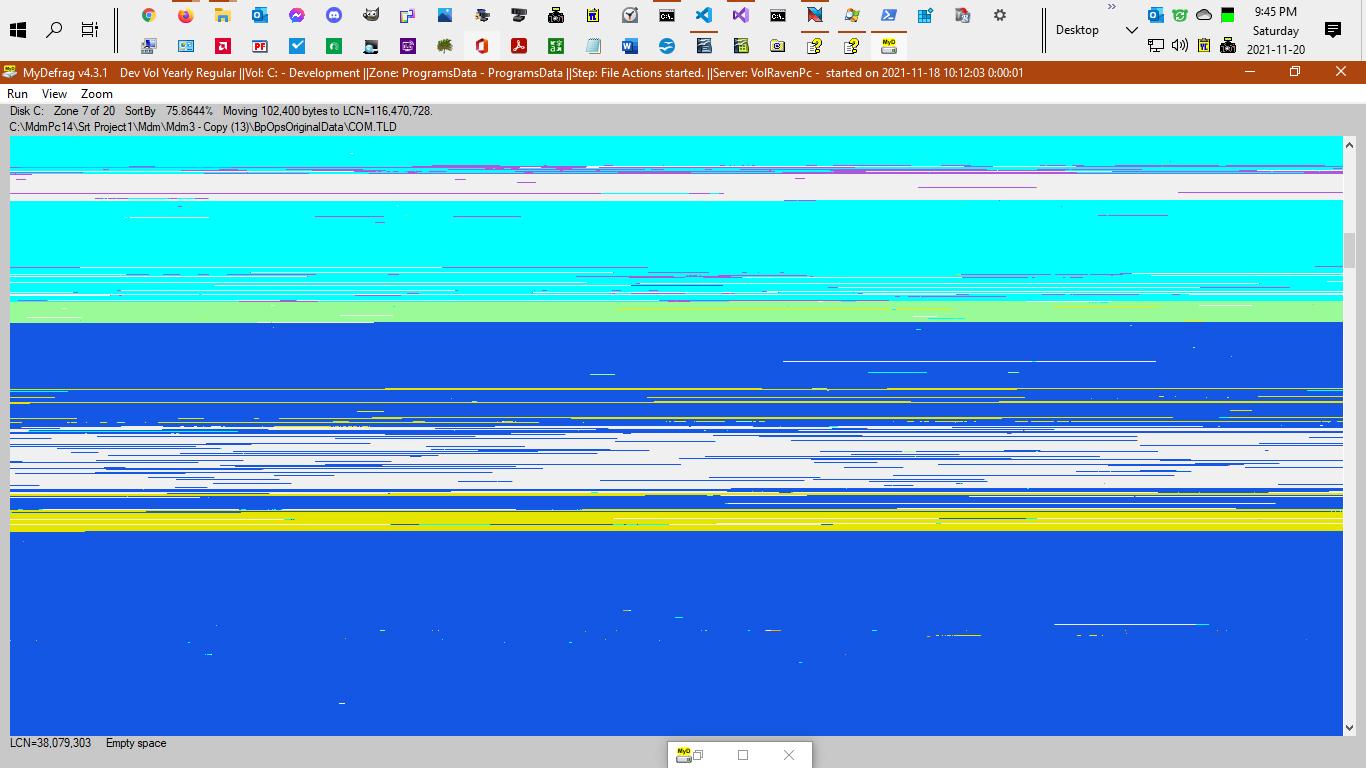 9:45 PM
Desktop
Saturday
2021-11-20
MyDefrag v4.3.1 Dev Vol Yearly Regular ||Vol: C: - Development ||Zone: ProgramsData - ProgramsData ||Step: File Actions started. ||Server: VolRavenPc - started on 2021-11-18 10:12:03 0:00:01
Run View Zoom
Disk C: Zone 7 of 20 SortBy 75.8644% Moving 102,400 bytes to LCN=116,470,728.
C:\MdmPc14\Srt Project1\Mdm\Mdm3 - Copy (13)\BpOpsOriginalData\COM.TLD
LCN=38,079,303 Empty space
MyD